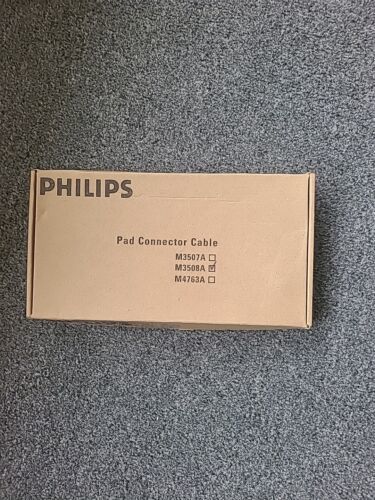 PHILIPS
Pad Connector Cable
M3507A ☐
M3508A ☑
M4763A ☐